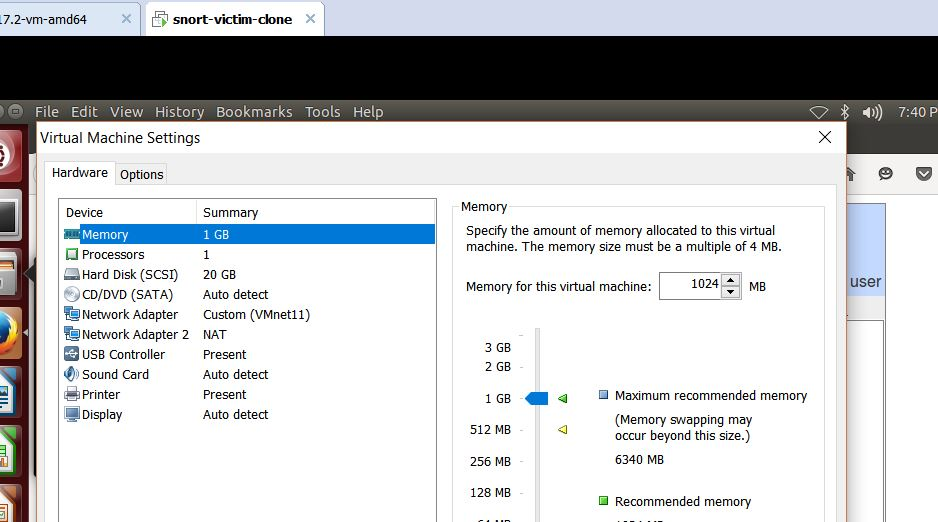 17.2-vm-amd64
snort-victim-clone
File Edit View History Bookmarks Tools Help
7:40 P
Virtual Machine Settings
Hardware
Options
Device Summary
Memory 1 GB
Processors 1
Hard Disk (SCSI) 20 GB
CD/DVD (SATA) Auto detect
Network Adapter Custom (VMnet11)
Network Adapter 2 NAT
USB Controller Present
Sound Card Auto detect
Printer Present
Display Auto detect
Memory
Specify the amount of memory allocated to this virtual
machine. The memory size must be a multiple of 4 MB.
Memory for this virtual machine: 1024 MB
3 GB
2 GB
1 GB
512 MB
256 MB
128 MB
Maximum recommended memory
(Memory swapping may
occur beyond this size.)
6340 MB
Recommended memory
user